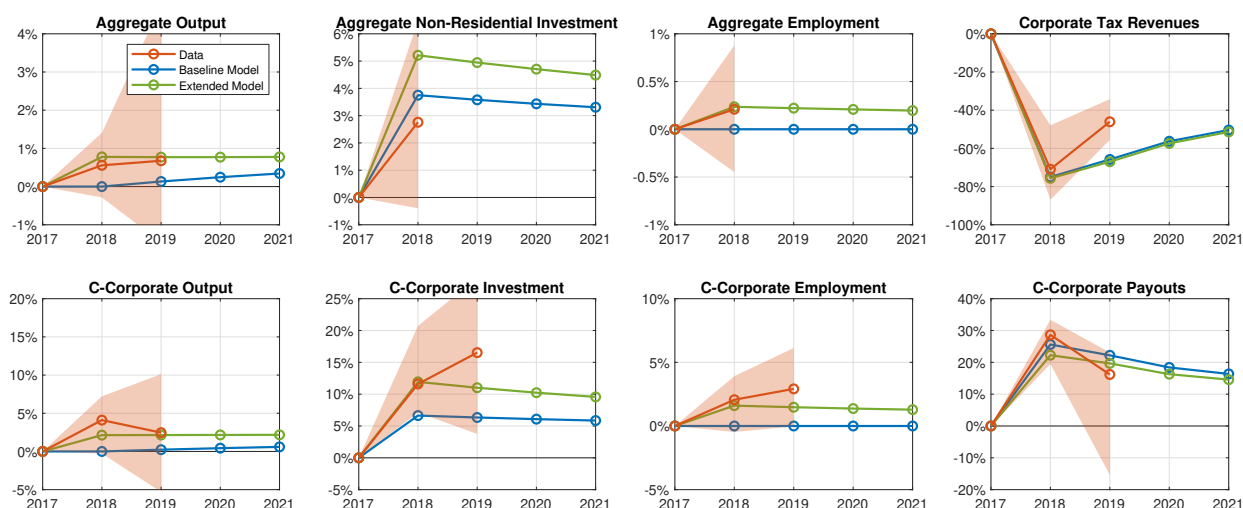 Aggregate Output
4%
3%
2%
1%
0%
-1%
2017 2018 2019 2020 2021
Data
Baseline Model
Extended Model
Aggregate Non-Residential Investment
6%
5%
4%
3%
2%
1%
0%
-1%
2017 2018 2019 2020 2021
Aggregate Employment
1%
0.5%
0%
-0.5%
-1%
2017 2018 2019 2020 2021
Corporate Tax Revenues
0%
-20%
-40%
-60%
-80%
-100%
2017 2018 2019 2020 2021
C-Corporate Output
20%
15%
10%
5%
0%
-5%
2017 2018 2019 2020 2021
C-Corporate Investment
25%
20%
15%
10%
5%
0%
-5%
2017 2018 2019 2020 2021
C-Corporate Employment
10%
5%
0%
-5%
2017 2018 2019 2020 2021
C-Corporate Payouts
40%
30%
20%
10%
0%
-10%
-20%
2017 2018 2019 2020 2021